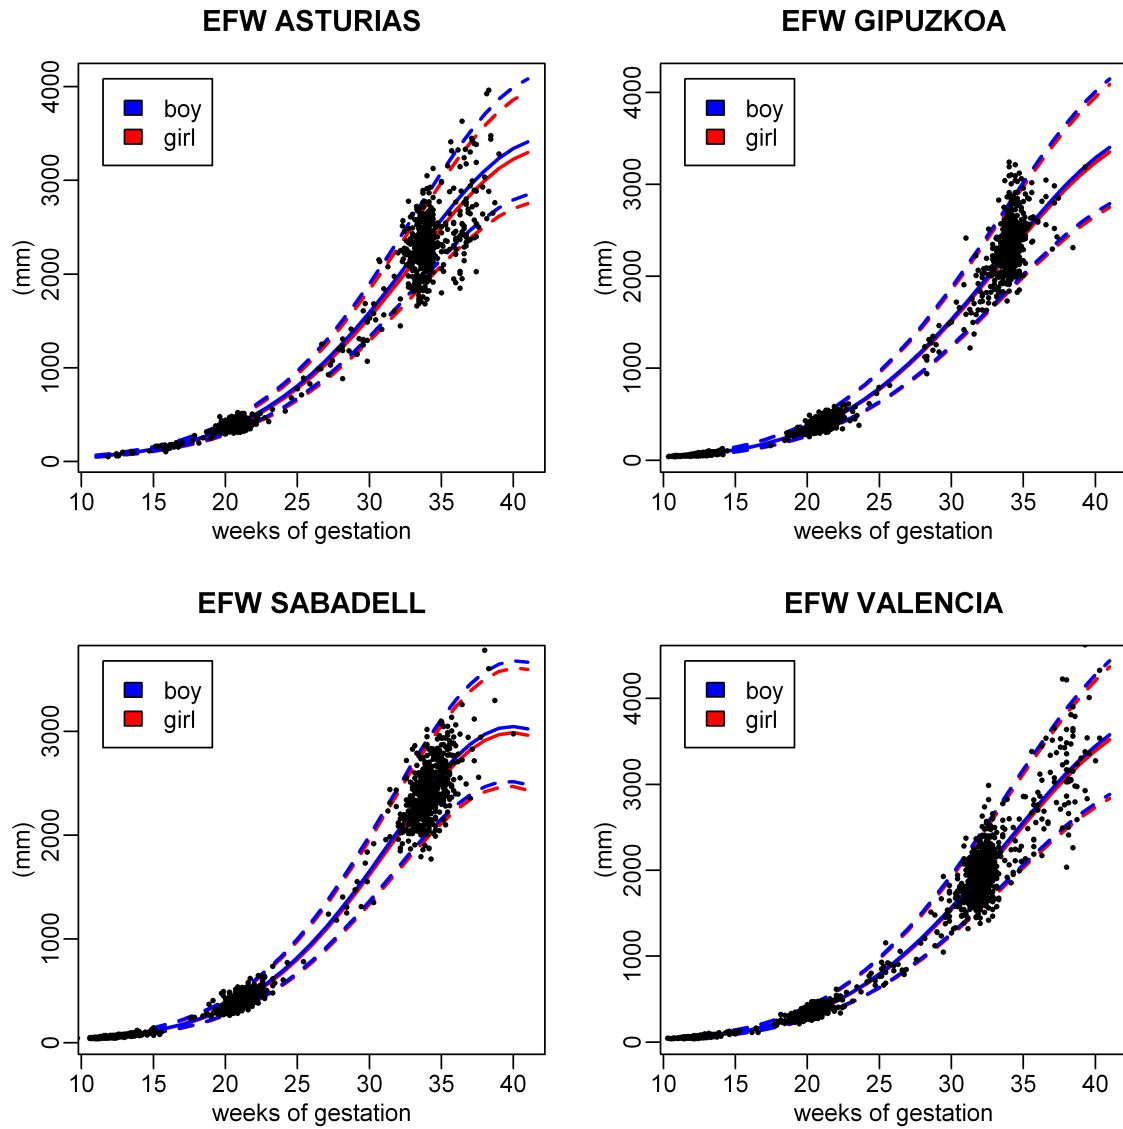 EFW ASTURIAS
(mm)
4000
3000
2000
1000
0
boy
girl
10 15 20 25 30 35 40
weeks of gestation
EFW GIPUZKOA
(mm)
4000
3000
2000
1000
0
boy
girl
10 15 20 25 30 35 40
weeks of gestation
EFW SABADELL
(mm)
3000
2000
1000
0
boy
girl
10 15 20 25 30 35 40
weeks of gestation
EFW VALENCIA
(mm)
4000
3000
2000
1000
0
boy
girl
10 15 20 25 30 35 40
weeks of gestation